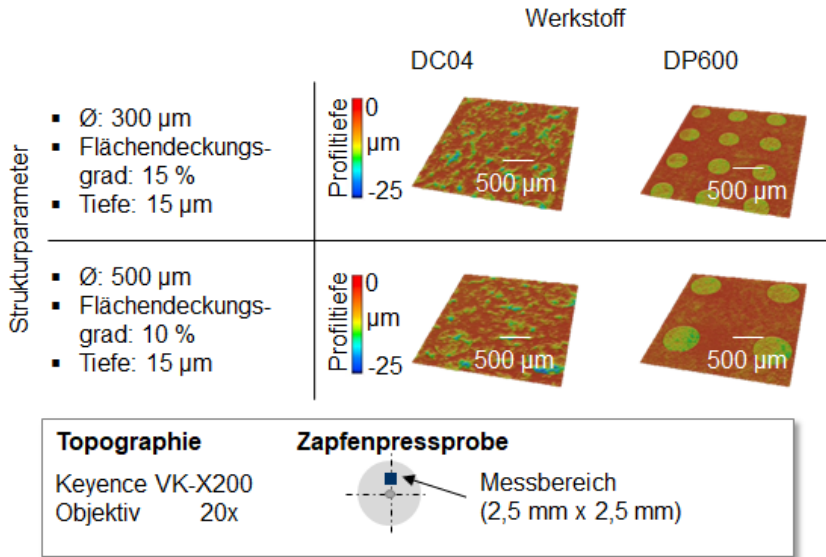 Werkstoff
DC04
DP600
Strukturparameter
▪ Ø: 300 µm
▪ Flächendeckungs-
grad: 15 %
▪ Tiefe: 15 µm
Profiltiefe
0
µm
-25
500 µm
500 µm
▪ Ø: 500 µm
▪ Flächendeckungs-
grad: 10 %
▪ Tiefe: 15 µm
Profiltiefe
0
µm
-25
500 µm
500 µm
Topographie
Keyence VK-X200
Objektiv 20x
Zapfenpressprobe
Messbereich
(2,5 mm x 2,5 mm)